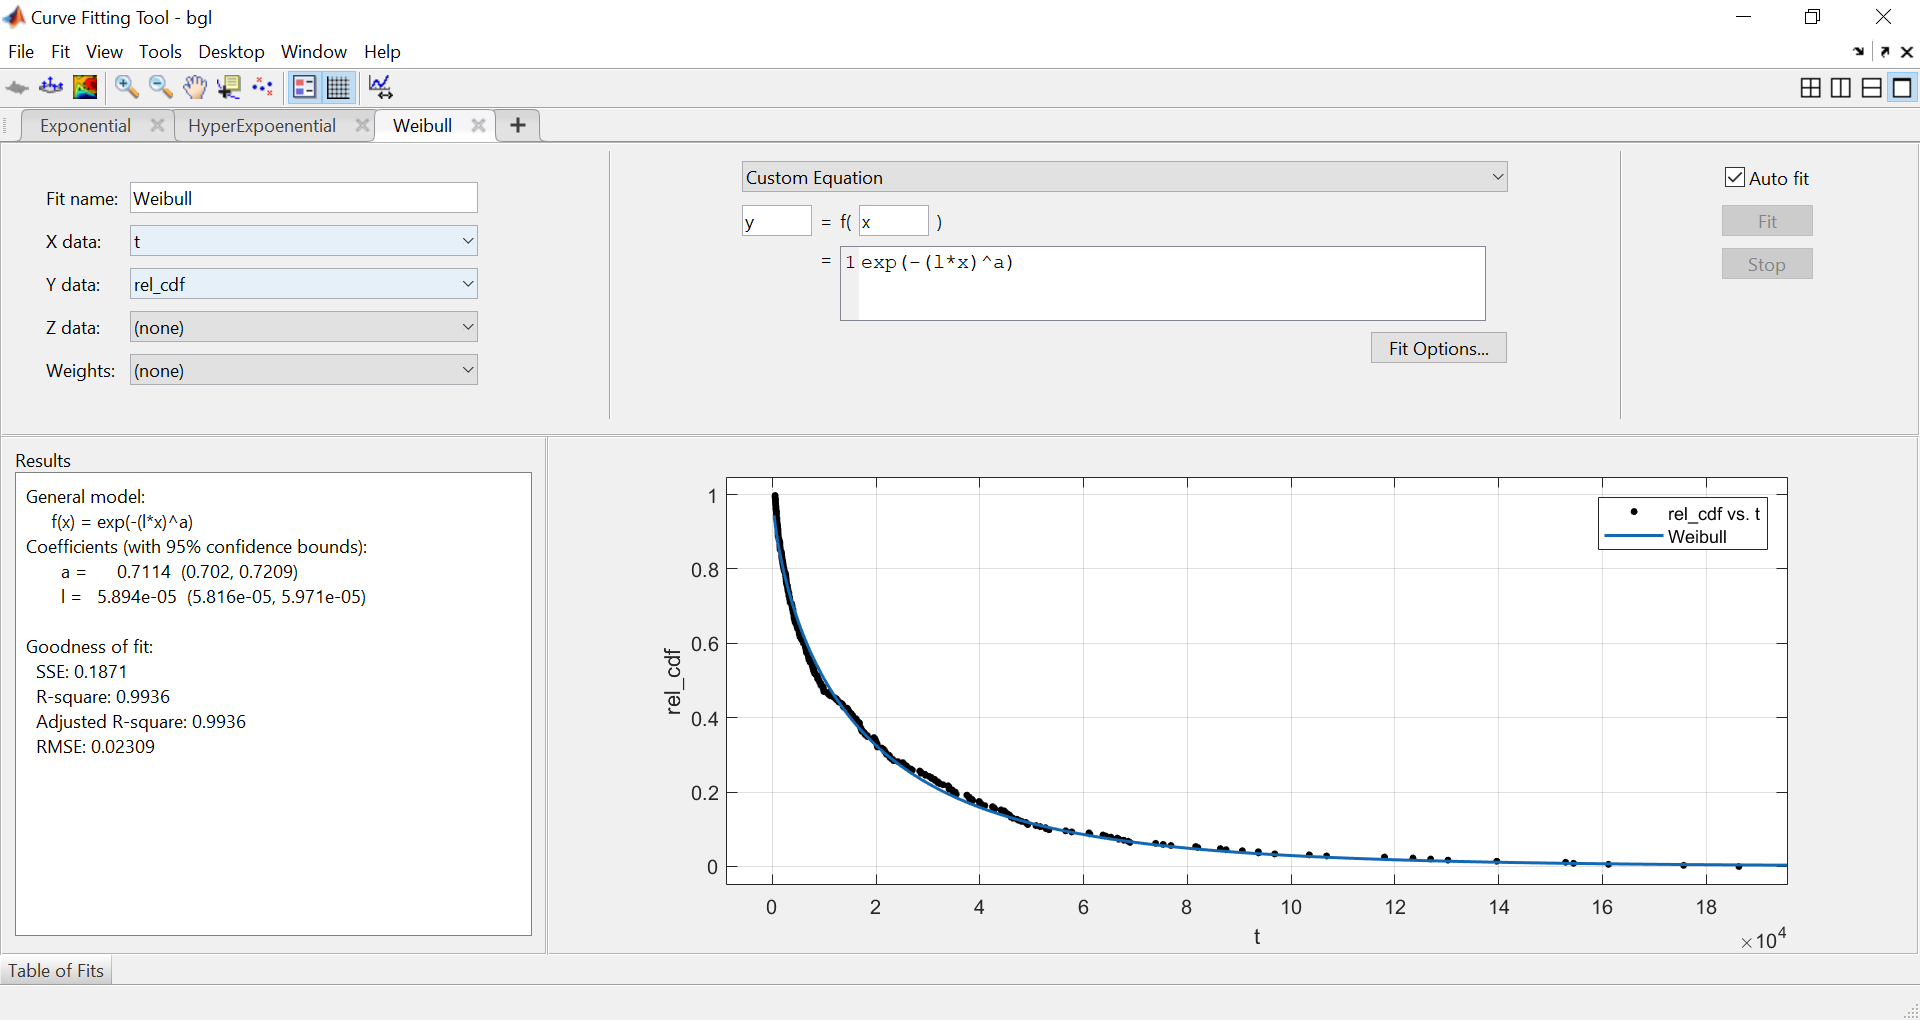 Curve Fitting Tool - bgl
File Fit View Tools Desktop Window Help
Exponential HyperExpoenential Weibull +
Fit name: Weibull
X data: t
Y data: rel_cdf
Z data: (none)
Weights: (none)
Custom Equation
y = f( x )
= 1 exp(-(l*x)^a)
Fit Options...
Auto fit
Fit
Stop
Results
General model:
f(x) = exp(-(l*x)^a)
Coefficients (with 95% confidence bounds):
a = 0.7114 (0.702, 0.7209)
l = 5.894e-05 (5.816e-05, 5.971e-05)
Goodness of fit:
SSE: 0.1871
R-square: 0.9936
Adjusted R-square: 0.9936
RMSE: 0.02309
1
0.8
0.6
0.4
0.2
0
rel_cdf
rel_cdf vs. t
Weibull
0 2 4 6 8 10 12 14 16 18
t
×10⁴
Table of Fits